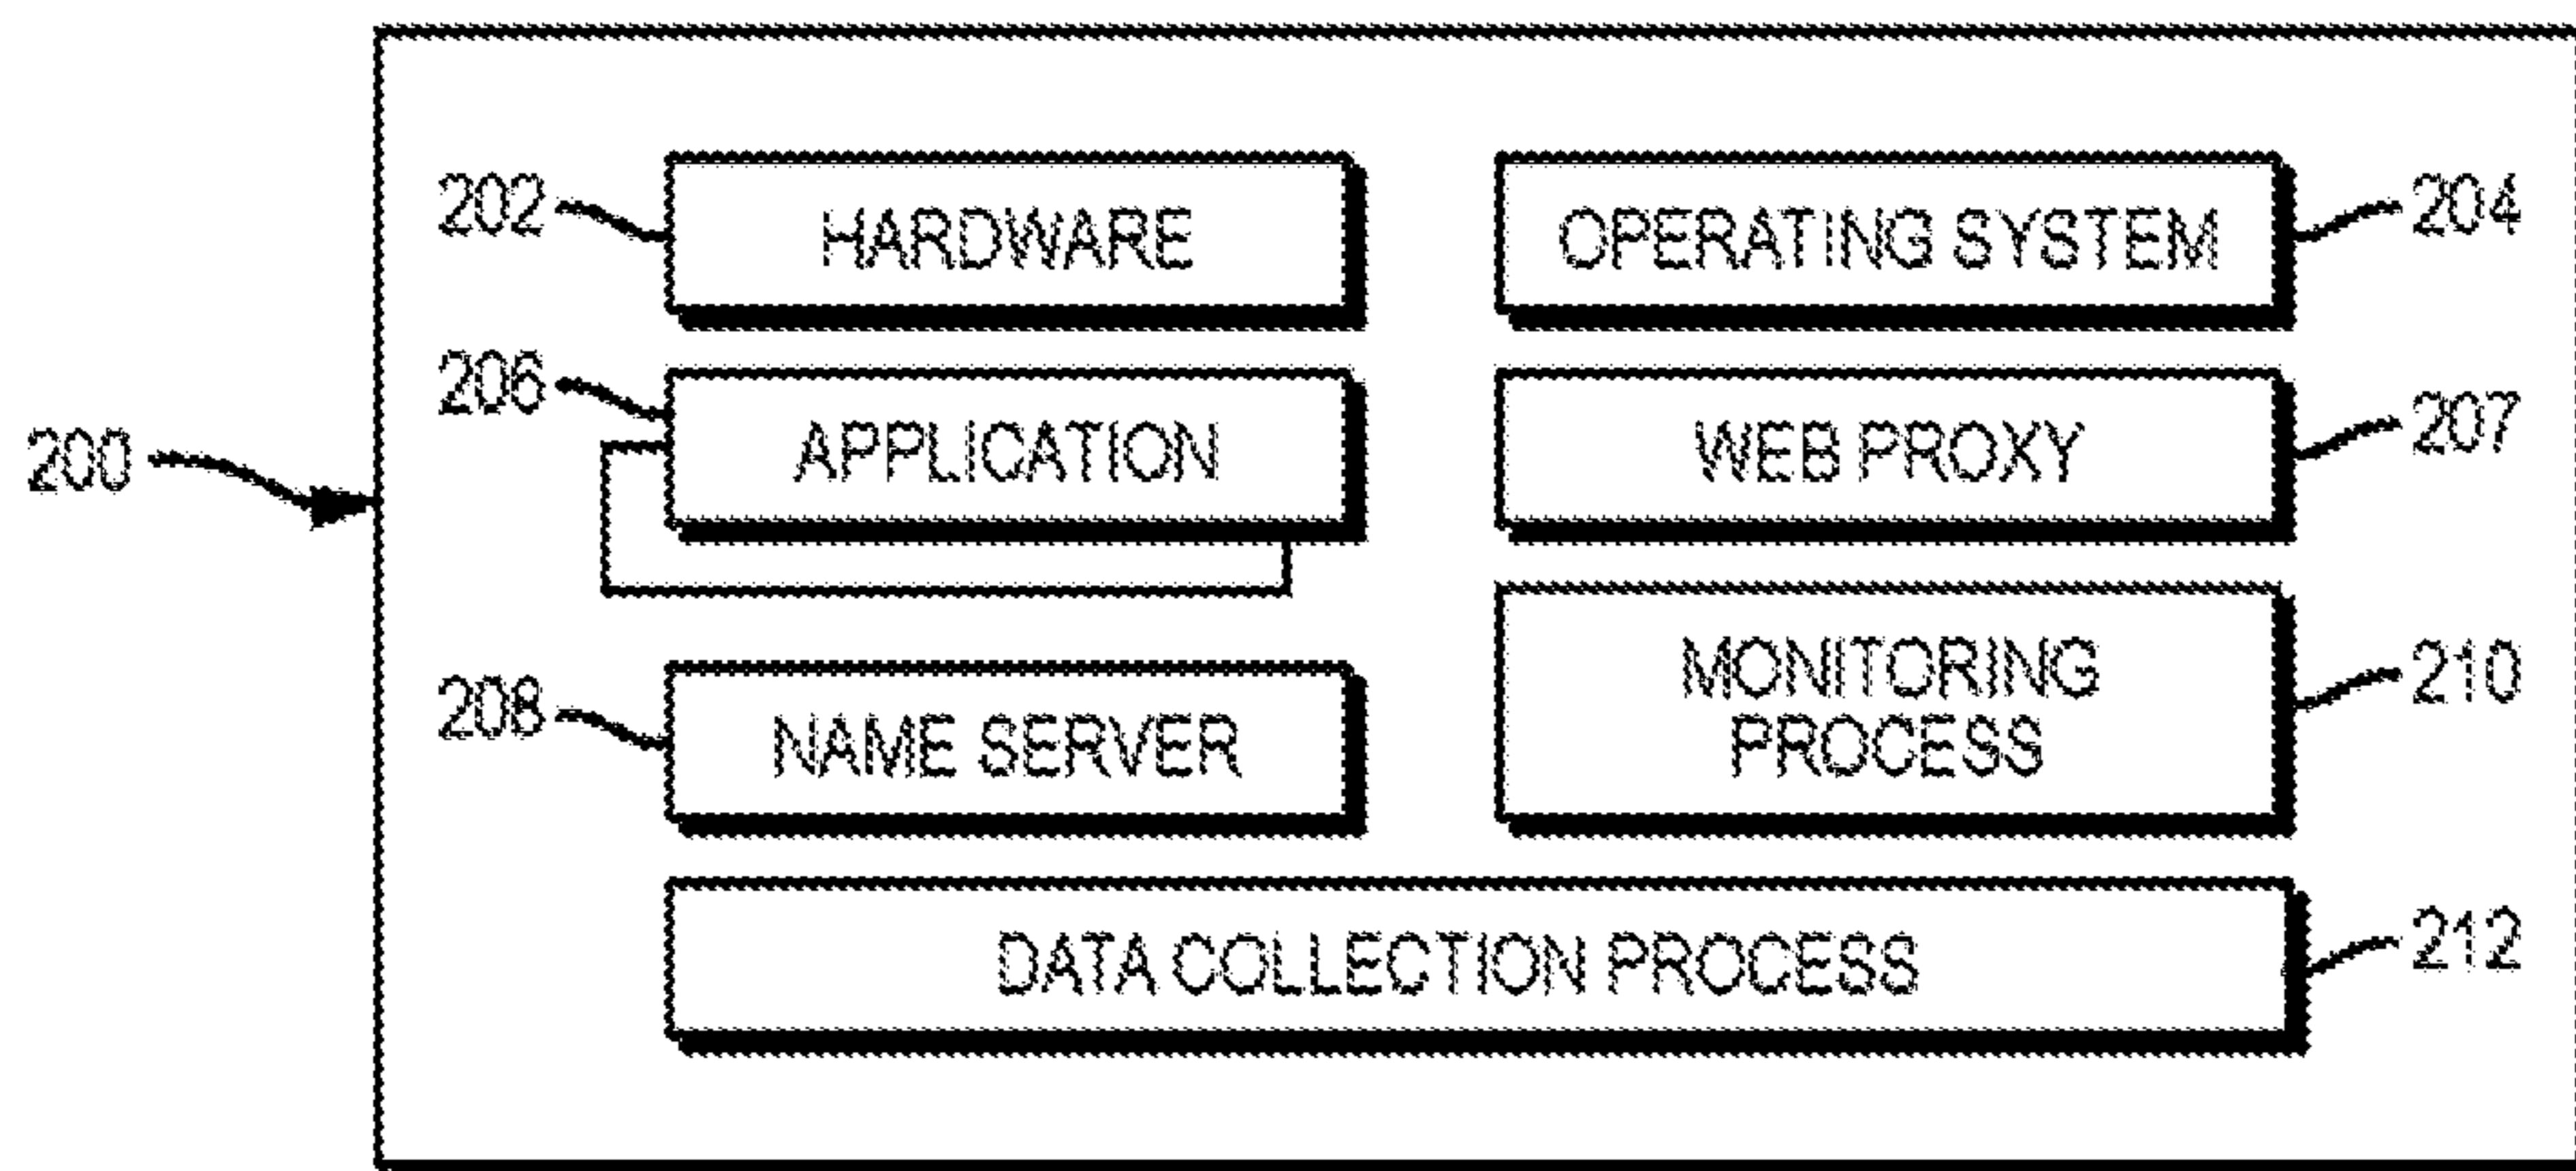 202 HARDWARE OPERATING SYSTEM 204
206 APPLICATION WEB PROXY 207
200
208 NAME SERVER MONITORING PROCESS 210
DATA COLLECTION PROCESS 212